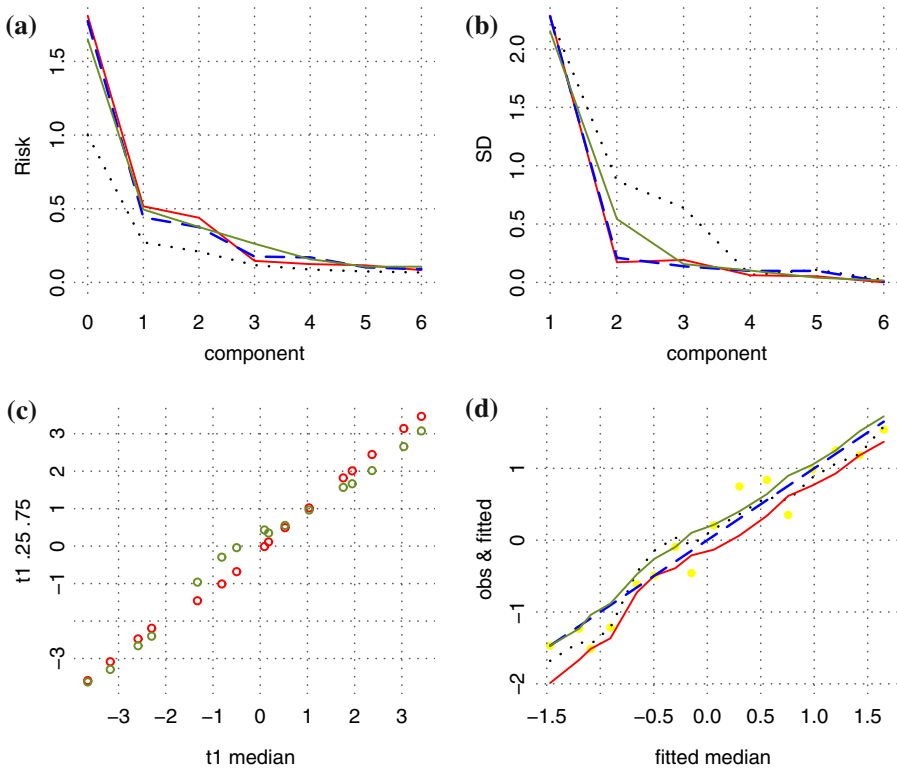 (a)
Risk
0.0 0.5 1.0 1.5
0 1 2 3 4 5 6
component
(b)
SD
0.0 0.5 1.0 1.5 2.0
1 2 3 4 5 6
component
(c)
t1 .25 .75
−3 −1 0 1 2 3
−3 −2 −1 0 1 2 3
t1 median
(d)
obs & fitted
−2 −1 0 1
−1.5 −0.5 0.0 0.5 1.0 1.5
fitted median